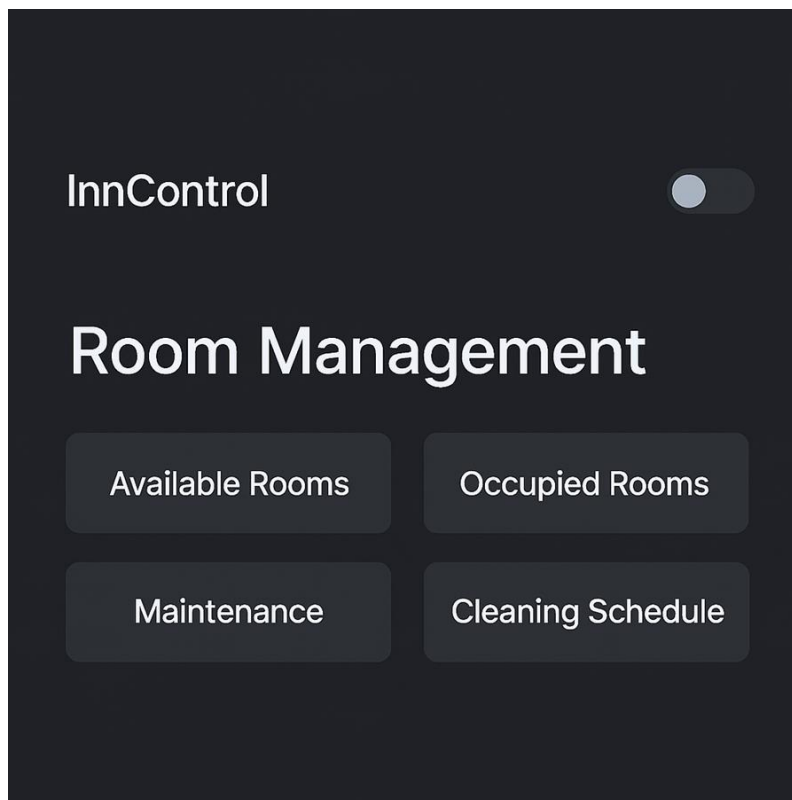 InnControl
Room Management
Available Rooms
Occupied Rooms
Maintenance
Cleaning Schedule